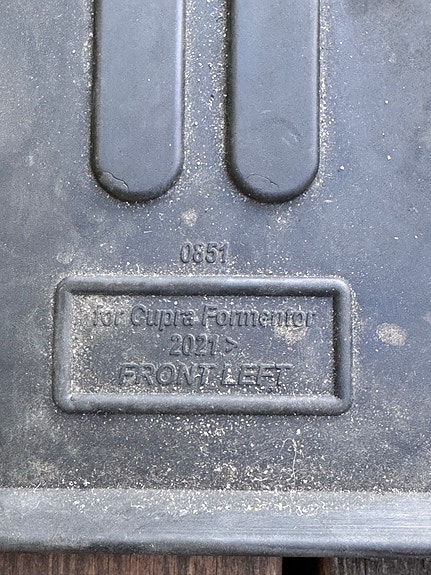 0851
for Cupra Formentor
2021 >
FRONT LEFT